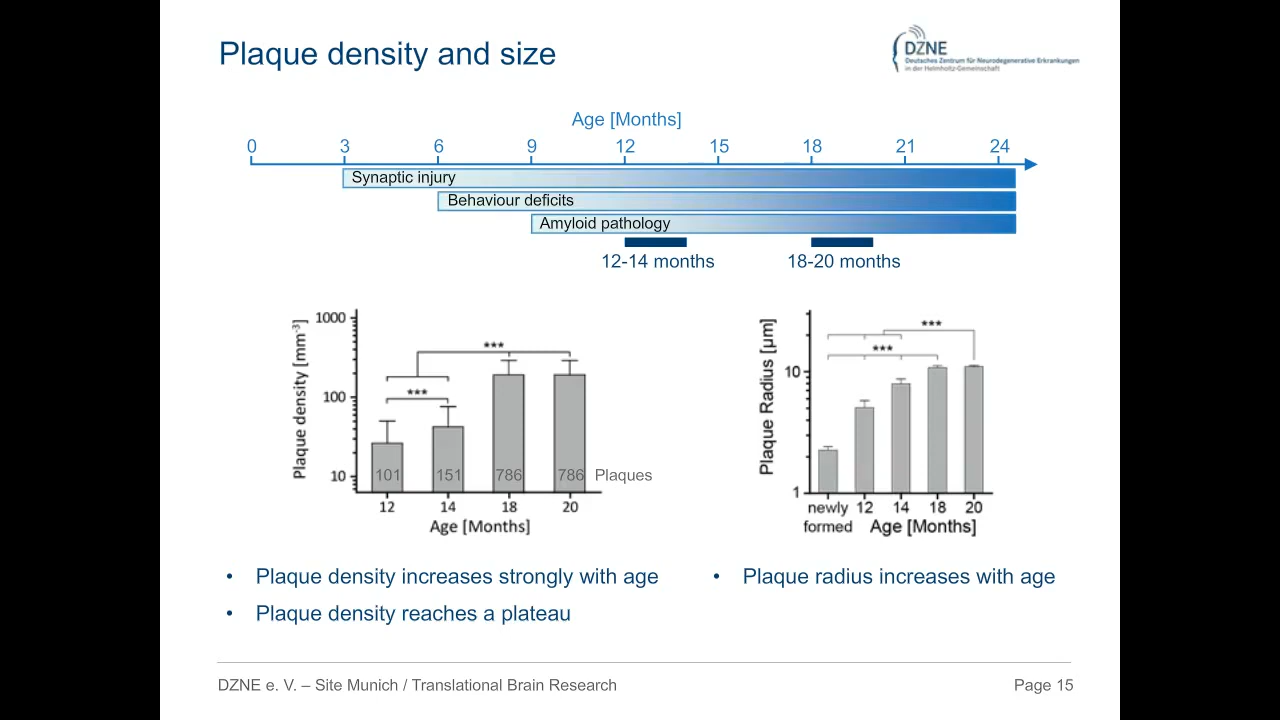 Plaque density and size
DZNE
Deutsches Zentrum für Neurodegenerative Erkrankungen
in der Helmholtz-Gemeinschaft
Age [Months]
0 3 6 9 12 15 18 21 24
Synaptic injury
Behaviour deficits
Amyloid pathology
12-14 months 18-20 months
Plaque density [mm-3]
1000
100
10
***
***
101 151 786 786 Plaques
12 14 18 20
Age [Months]
Plaque Radius [µm]
10
1
***
***
newly formed 12 14 18 20
Age [Months]
• Plaque density increases strongly with age
• Plaque density reaches a plateau
• Plaque radius increases with age
DZNE e. V. – Site Munich / Translational Brain Research
Page 15